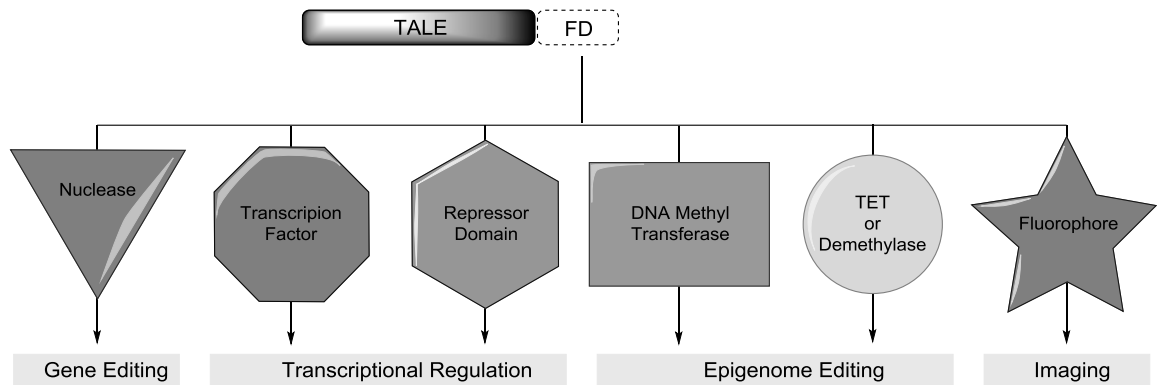 TALE FD
Nuclease
Transcripion
Factor
Repressor
Domain
DNA Methyl
Transferase
TET
or
Demethylase
Fluorophore
Gene Editing
Transcriptional Regulation
Epigenome Editing
Imaging